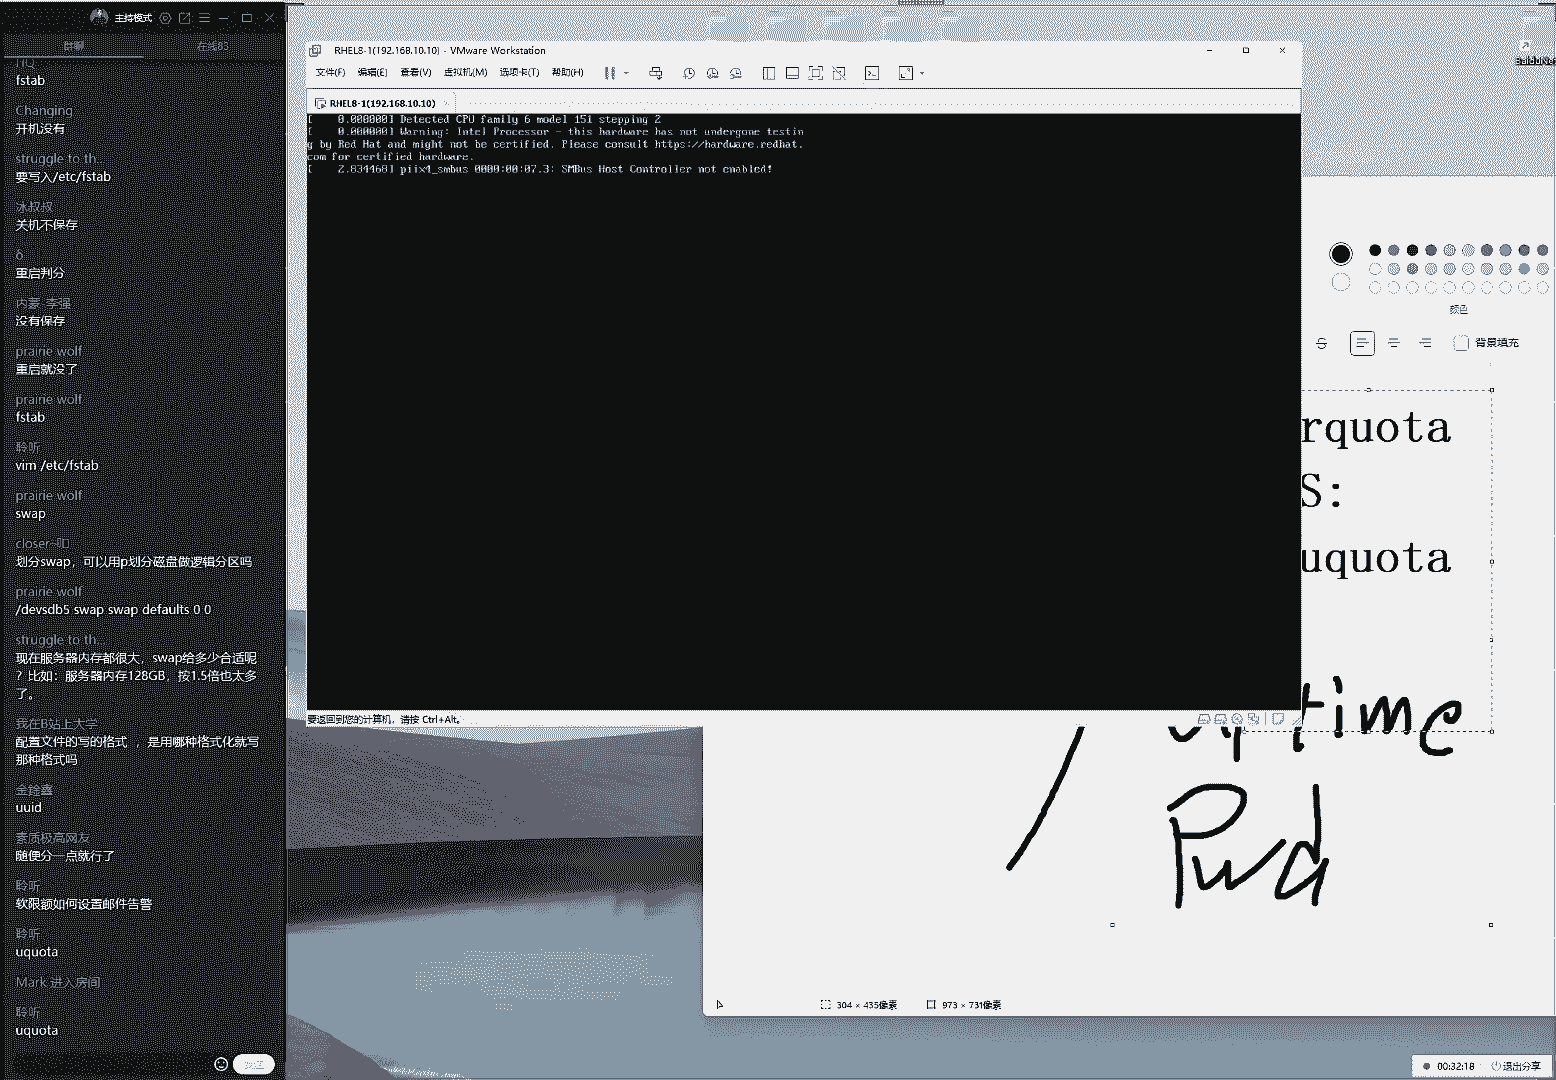 主持模式
群聊
在线83
HQ
fstab
Changing
开机没有
struggle to th...
要写入/etc/fstab
冰叔叔
关机不保存
重启判分
内蒙 李强
没有保存
prairie wolf
重启就没了
prairie wolf
fstab
聆听
vim /etc/fstab
prairie wolf
swap
划分swap，可以用p划分磁盘做逻辑分区吗
prairie wolf
/devsdb5 swap swap defaults 0 0
struggle to th...
现在服务器内存都很大，swap给多少合适呢
？比如：服务器内存128GB，按1.5倍也太多
了。
我在B站上大学
配置文件的写的格式 ，是用哪种格式化就写
那种格式吗
uuid
素质极高网友
随便分一点就行了
聆听
软限额如何设置邮件告警
聆听
uquota
Mark 进入房间
聆听
uquota
发送
RHEL8-1(192.168.10.10) - VMware Workstation
文件(F) 编辑(E) 查看(V) 虚拟机(M) 选项卡(T) 帮助(H)
RHEL8-1(192.168.10.10)
[    0.000000] Detected CPU family 6 model 151 stepping 2
[    0.000000] Warning: Intel Processor - this hardware has not undergone testin
g by Red Hat and might not be certified. Please consult https://hardware.redhat.
com for certified hardware.
[    2.834468] piix4_smbus 0000:00:07.3: SMBus Host Controller not enabled!
要返回到您的计算机，请按 Ctrl+Alt。
BaiduNe
颜色
背景填充
rquota
S:
uquota
uptime
Pwd
304 × 435像素
973 × 731像素
00:32:18
退出分享